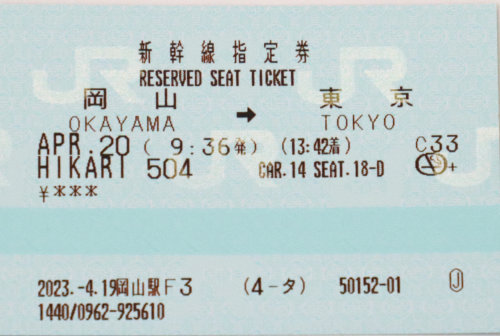 新幹線指定券
RESERVED SEAT TICKET
岡山 → 東京
OKAYAMA TOKYO
APR.20 ( 9:36発) (13:42着) C33
HIKARI 504 CAR.14 SEAT.18-D
¥***
2023.-4.19岡山駅F3 (4-タ) 50152-01 Ⓙ
1440/0962-925610